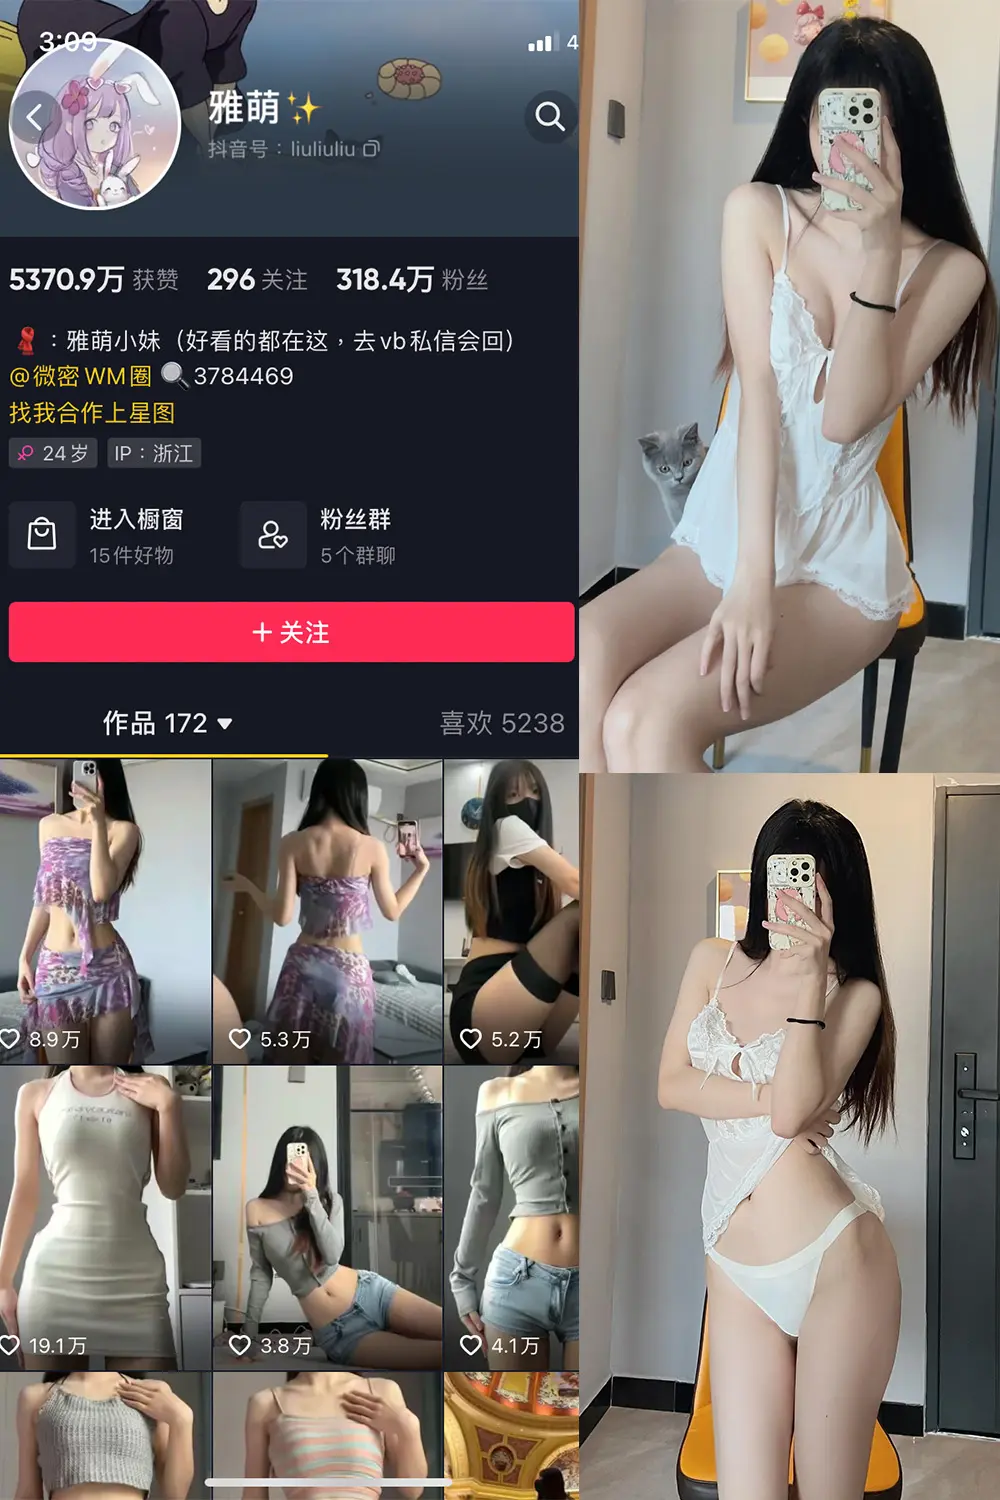 3:09
4
雅萌✨
抖音号：liuliuliu
5370.9万 获赞 296 关注 318.4万 粉丝
：雅萌小妹（好看的都在这，去vb私信会回）
@微密WM圈 🔍3784469
找我合作上星图
24岁 IP：浙江
进入橱窗
15件好物
粉丝群
5个群聊
+ 关注
作品 172 ▼ 喜欢 5238
8.9万 5.3万 5.2万
19.1万 3.8万 4.1万